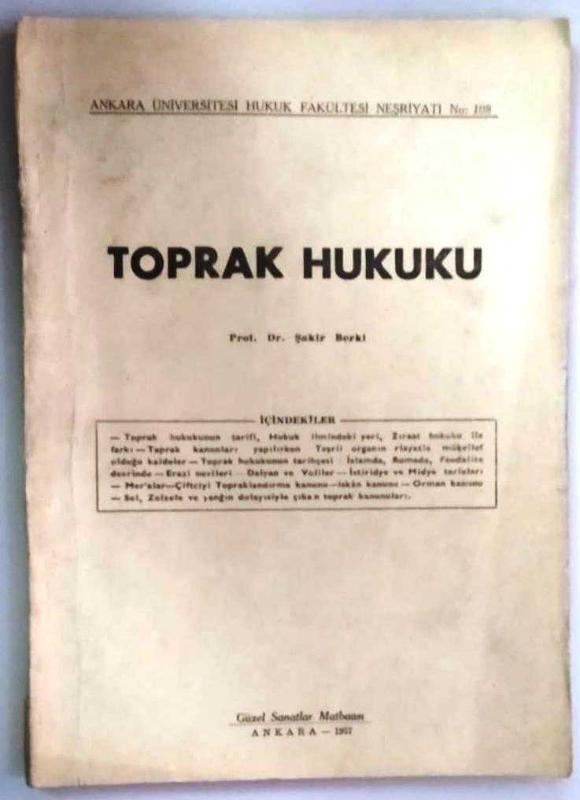 ANKARA ÜNİVERSİTESİ HUKUK FAKÜLTESİ NEŞRİYATI No: 108
TOPRAK HUKUKU
Prof. Dr. Şakir Berki
İÇİNDEKİLER
— Toprak hukukunun tarifi, Hukuk ilmindeki yeri, Ziraat hukuku ile
farkı — Toprak kanunları yapılırken Teşrii organın riayetle mükellef
olduğu kaideler — Toprak hukukunun tarihçesi İslamda, Romada, Feodalite
devrinde — Erazi nevileri — Dalyan ve Voliler — İstiridye ve Midye tarlaları
— Mer'alar — Çiftçiyi Topraklandırma kanunu — İskân kanunu — Orman kanunu
— Sel, Zelzele ve yangın dolayısiyle çıkan toprak kanunları.
Güzel Sanatlar Matbaası
ANKARA — 1957